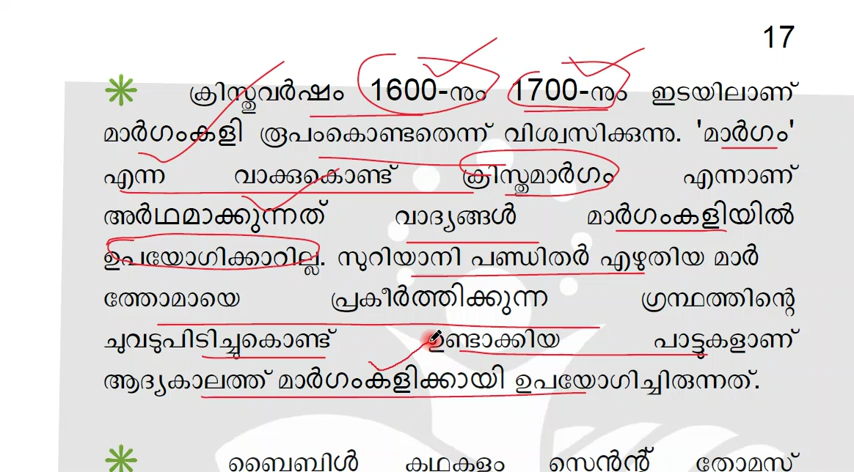 17
ക്രിസ്തുവർഷം 1600-നും 1700-നും ഇടയിലാണ്
മാർഗംകളി രൂപംകൊണ്ടതെന്ന് വിശ്വസിക്കുന്നു. 'മാർഗം'
എന്ന വാക്കുകൊണ്ട് ക്രിസ്തുമാർഗം എന്നാണ്
അർഥമാക്കുന്നത് വാദ്യങ്ങൾ മാർഗംകളിയിൽ
ഉപയോഗിക്കാറില്ല. സുറിയാനി പണ്ഡിതർ എഴുതിയ മാർ
ത്തോമായെ പ്രകീർത്തിക്കുന്ന ഗ്രന്ഥത്തിന്റെ
ചുവടുപിടിച്ചുകൊണ്ട് ഉണ്ടാക്കിയ പാട്ടുകളാണ്
ആദ്യകാലത്ത് മാർഗംകളിക്കായി ഉപയോഗിച്ചിരുന്നത്.
ബൈബിൾ കഥകളം സെൻന്റ് തോമസ്